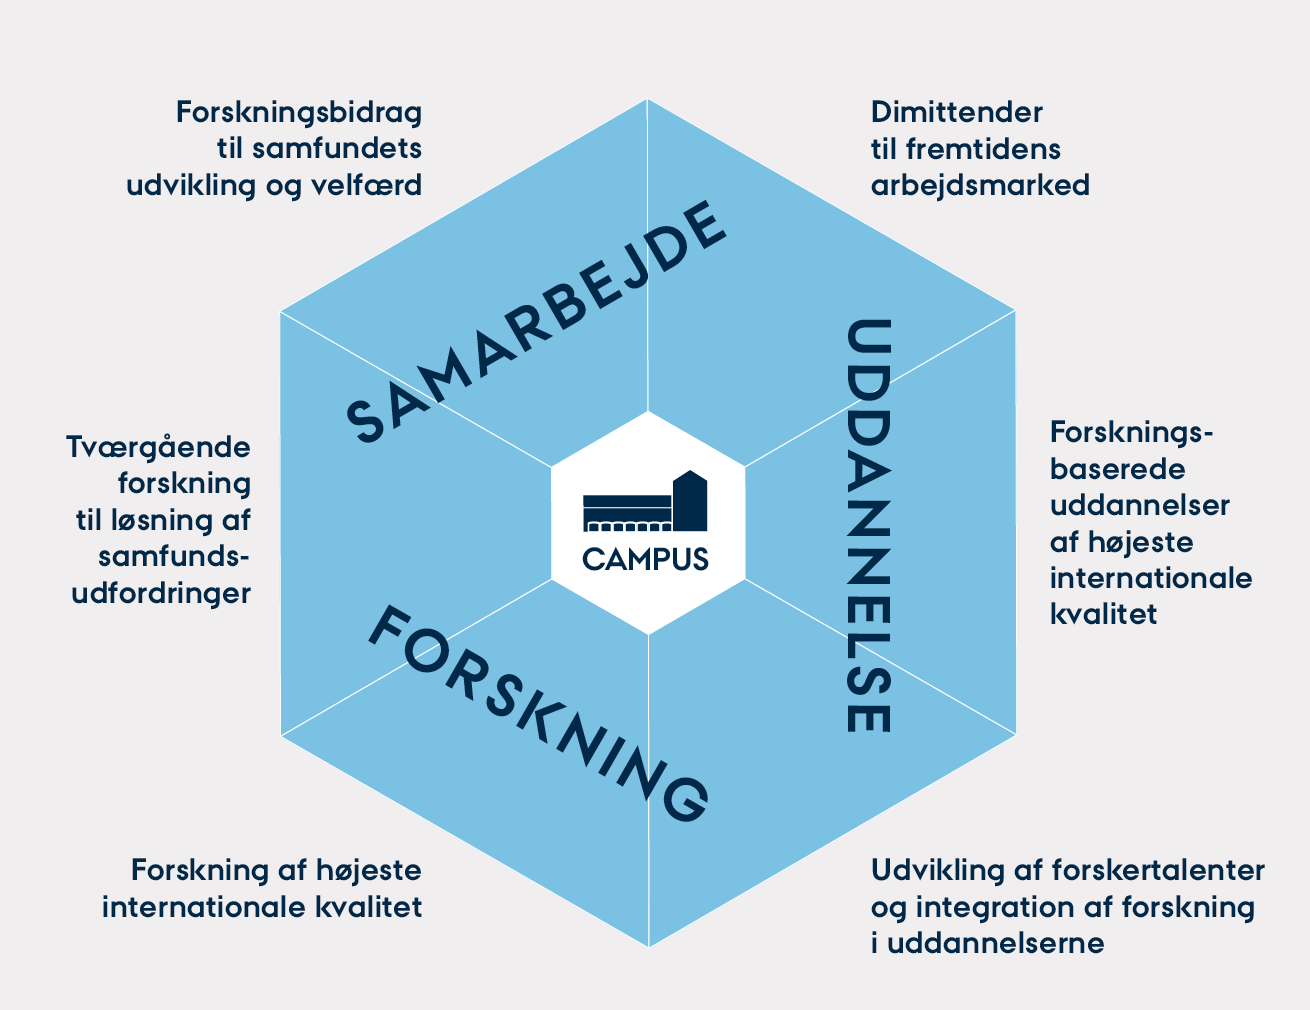 Forskningsbidrag
til samfundets
udvikling og velfærd
Dimittender
til fremtidens
arbejdsmarked
SAMARBEJDE
UDDANNELSE
Tværgående
forskning
til løsning af
samfunds-
udfordringer
CAMPUS
Forsknings-
baserede
uddannelser
af højeste
internationale
kvalitet
FORSKNING
Forskning af højeste
internationale kvalitet
Udvikling af forskertalenter
og integration af forskning
i uddannelserne